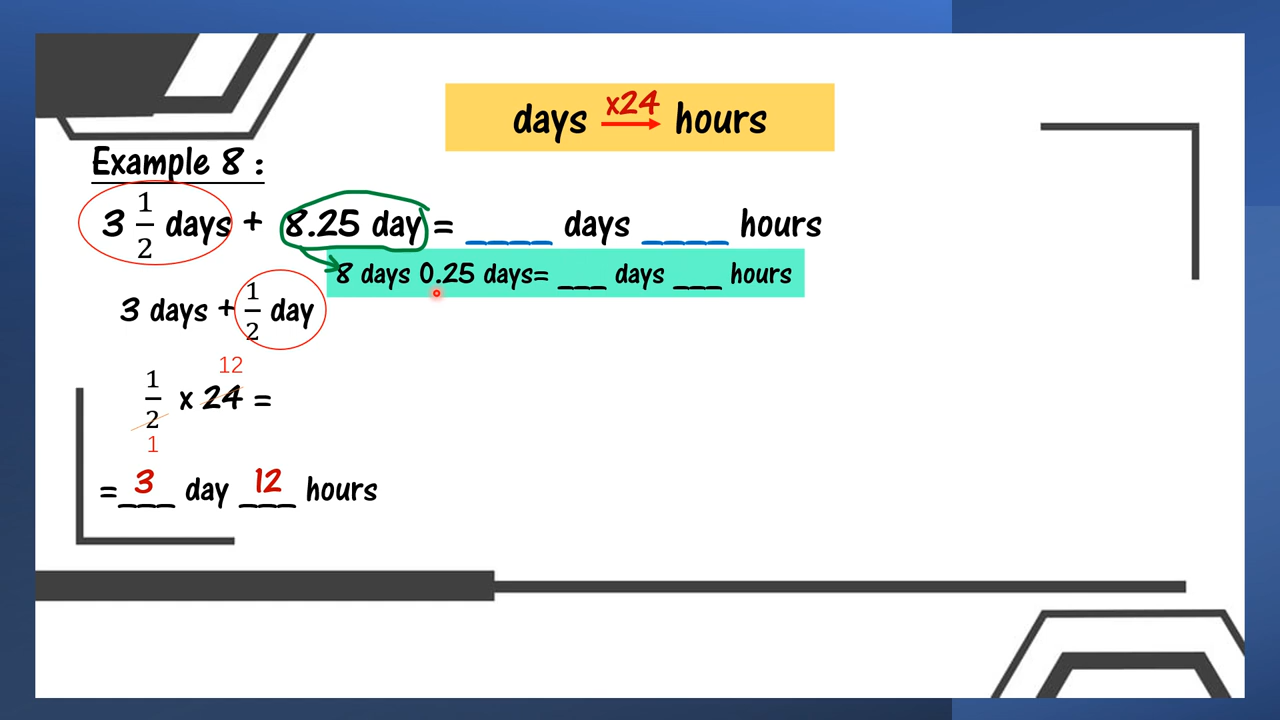 days x24 hours
Example 8 :
3 1/2 days + 8.25 day = ____ days ____ hours
8 days 0.25 days= ___ days ___ hours
3 days + 1/2 day
12
1/2 x 24 =
1
=_3_ day _12_ hours